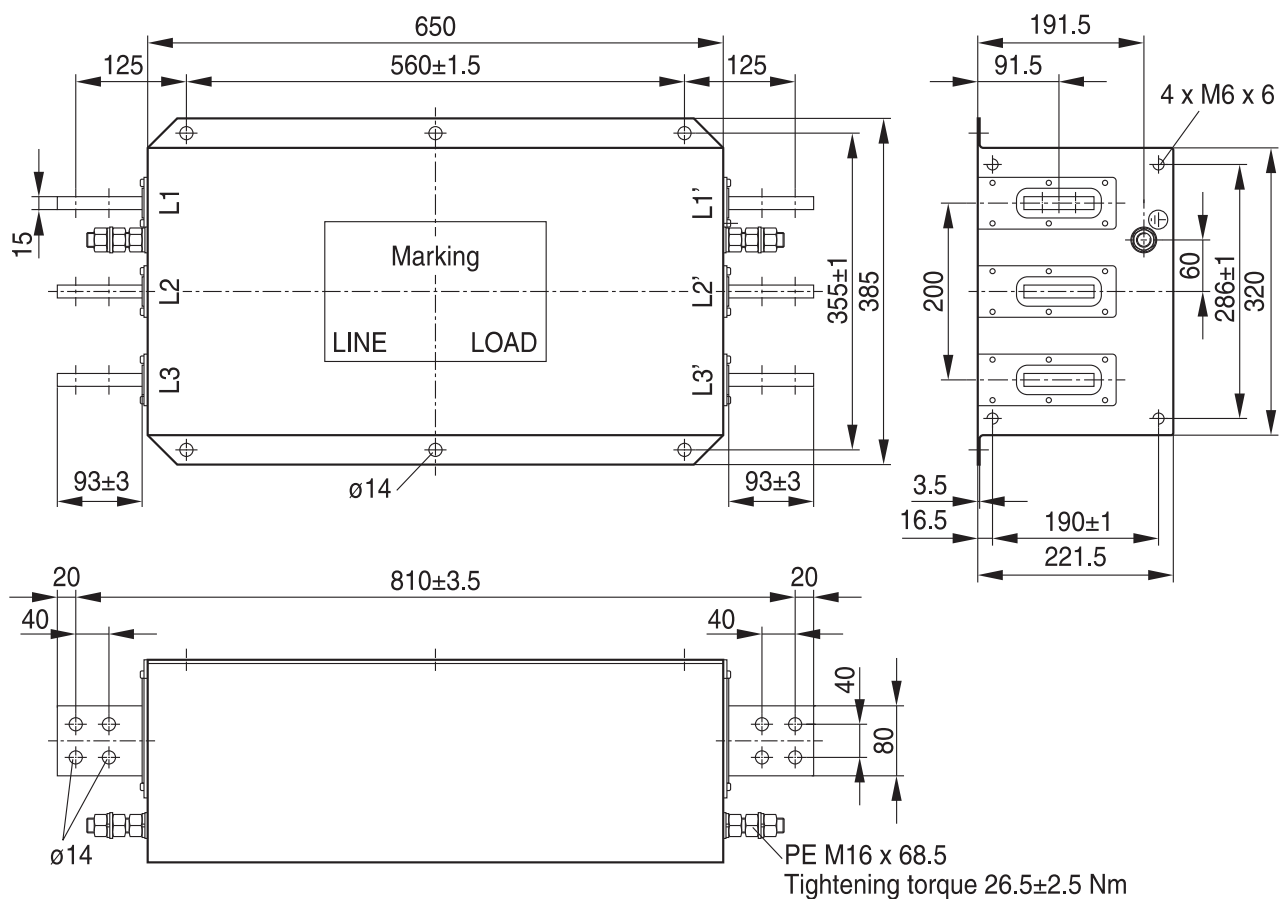 650
191.5
125
560±1.5
125
91.5
4 x M6 x 6
L1
L1'
15
Marking
L2
L2'
355±1
385
200
60
286±1
320
LINE
LOAD
L3
L3'
93±3
ø14
93±3
3.5
16.5
190±1
221.5
20
810±3.5
20
40
40
40
80
ø14
PE M16 x 68.5
Tightening torque 26.5±2.5 Nm